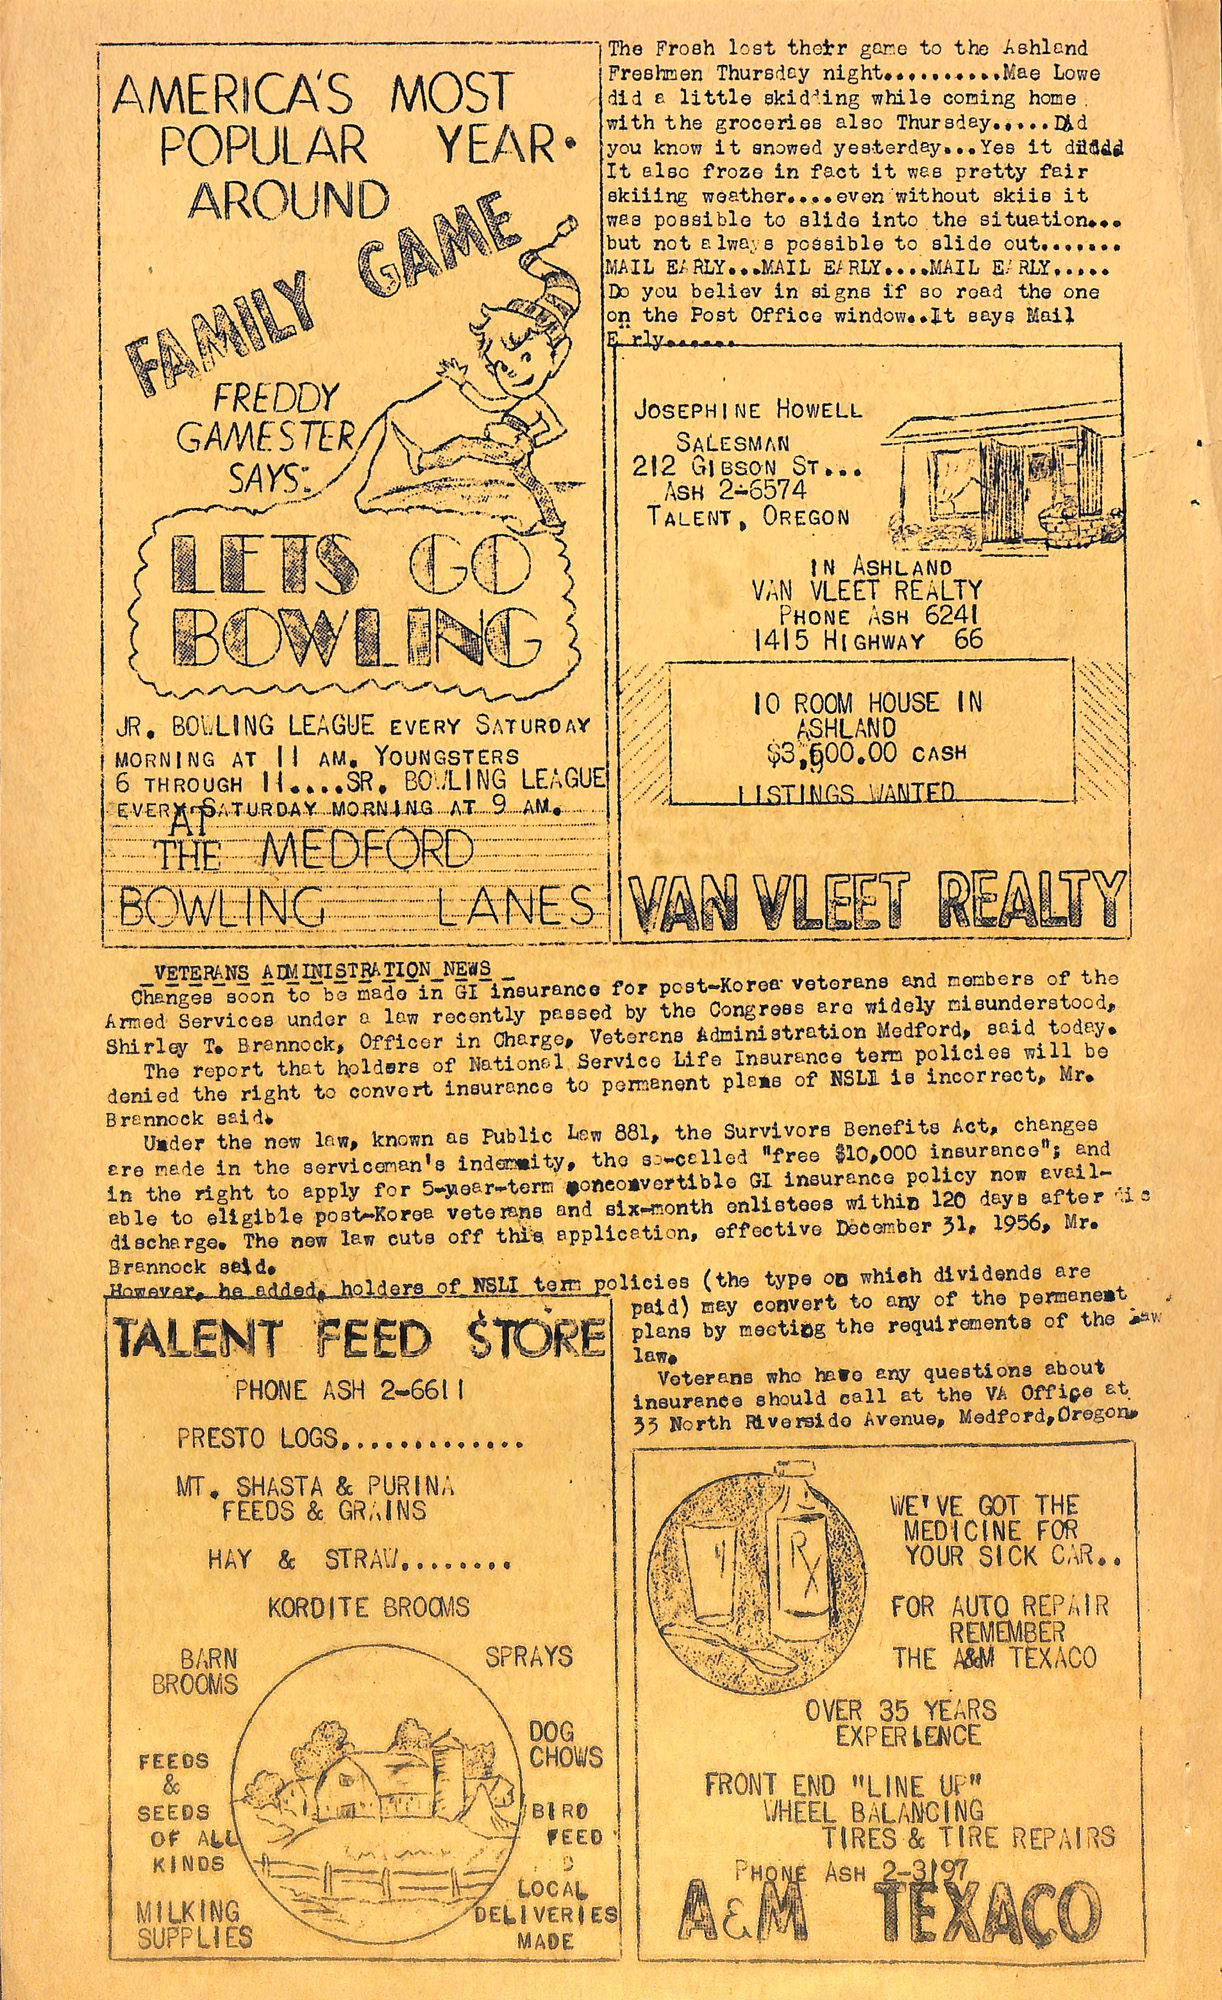 AMERICA'S MOST
POPULAR YEAR.
AROUND
FAMILY GAME
FREDDY
GAMESTER
SAYS:
LETS GO
BOWLING
JR. BOWLING LEAGUE EVERY SATURDAY
MORNING AT 11 AM. YOUNGSTERS
6 THROUGH 11....SR. BOWLING LEAGUE
EVERY SATURDAY MORNING AT 9 AM.
AT
THE MEDFORD
BOWLING LANES
The Frosh lost their game to the Ashland
Freshmen Thursday night..........Mae Lowe
did a little skidding while coming home
with the groceries also Thursday.....Did
you know it snowed yesterday...Yes it
It also froze in fact it was pretty fair
skiiing weather....even without skiis it
was possible to slide into the situation...
but not always possible to slide out.......
MAIL EARLY...MAIL EARLY....MAIL EARLY.....
Do you believ in signs if so read the one
on the Post Office window..It says Mail
Early......
JOSEPHINE HOWELL
SALESMAN
212 GIBSON ST...
ASH 2-6574
TALENT, OREGON
IN ASHLAND
VAN VLEET REALTY
PHONE ASH 6241
1415 HIGHWAY 66
10 ROOM HOUSE IN
ASHLAND
CASH
LISTINGS WANTED
VAN VLEET REALTY
VETERANS ADMINISTRATION NEWS
Changes soon to be made in GI insurance for post-Korea veterans and members of the
Armed Services under a law recently passed by the Congress are widely misunderstood,
Shirley T. Brannock, Officer in Charge, Veterans Administration Medford, said today.
The report that holders of National Service Life Insurance term policies will be
denied the right to convert insurance to permanent plans of NSLI is incorrect, Mr.
Brannock said.
Under the new law, known as Public Law 881, the Survivors Benefits Act, changes
are made in the serviceman's indemnity, the so-called "free $10,000 insurance"; and
in the right to apply for 5-year-term nonconvertible GI insurance policy now avail-
able to eligible post-Korea veterans and six-month enlistees within 120 days after
discharge. The new law cuts off this application, effective December 31, 1956, Mr.
Brannock said.
However, he added, holders of NSLI term policies (the type on which dividends are
paid) may convert to any of the permanent
plans by meeting the requirements of the law
law.
Veterans who have any questions about
insurance should call at the VA Office at
33 North Riverside Avenue, Medford,Oregon.
TALENT FEED STORE
PHONE ASH 2-6611
PRESTO LOGS.............
MT. SHASTA & PURINA
FEEDS & GRAINS
HAY & STRAW........
KORDITE BROOMS
BARN
BROOMS
SPRAYS
DOG
CHOWS
FEEDS
&
SEEDS
OF ALL
KINDS
BIRD
FEED
LOCAL
DELIVERIES
MADE
MILKING
SUPPLIES
WE'VE GOT THE
MEDICINE FOR
YOUR SICK CAR..
Rx
FOR AUTO REPAIR
REMEMBER
THE A&M TEXACO
OVER 35 YEARS
EXPERIENCE
FRONT END "LINE UP"
WHEEL BALANCING
TIRES & TIRE REPAIRS
PHONE ASH 2-3197
A&M TEXACO